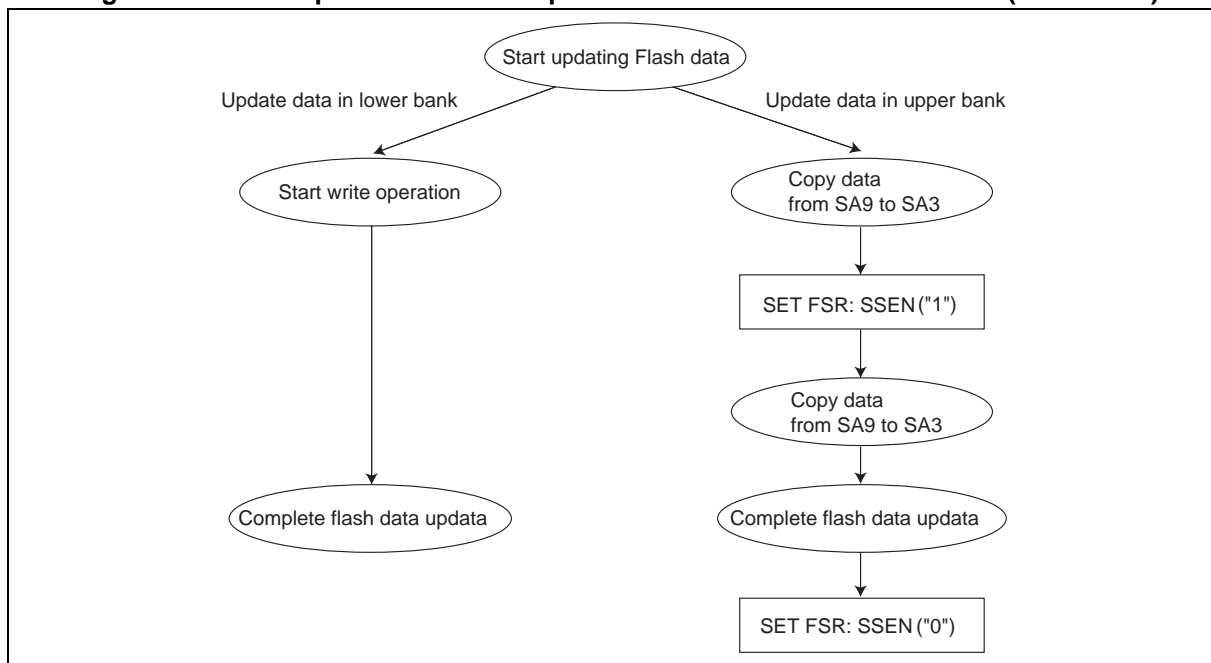 Start updating Flash data
Update data in lower bank
Update data in upper bank
Start write operation
Copy data
from SA9 to SA3
SET FSR: SSEN ("1")
Copy data
from SA9 to SA3
Complete flash data updata
Complete flash data updata
SET FSR: SSEN ("0")